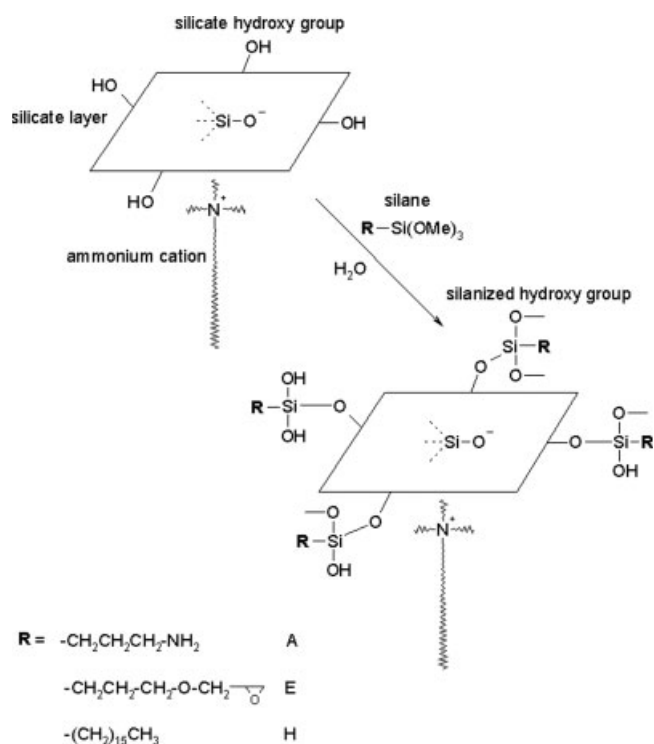 silicate hydroxy group
OH
HO
silicate layer
Si—O⁻
OH
HO
N⁺
silane
R—Si(OMe)₃
ammonium cation
H₂O
silanized hydroxy group
O—
Si—R
O
O—
OH
R—Si—O
OH
O—
Si—O⁻
O—Si—R
OH
—O
O
R—Si
OH
N⁺
R = -CH₂CH₂CH₂-NH₂ A
-CH₂CH₂-CH₂-O-CH₂ O E
-(CH₂)₁₅CH₃ H